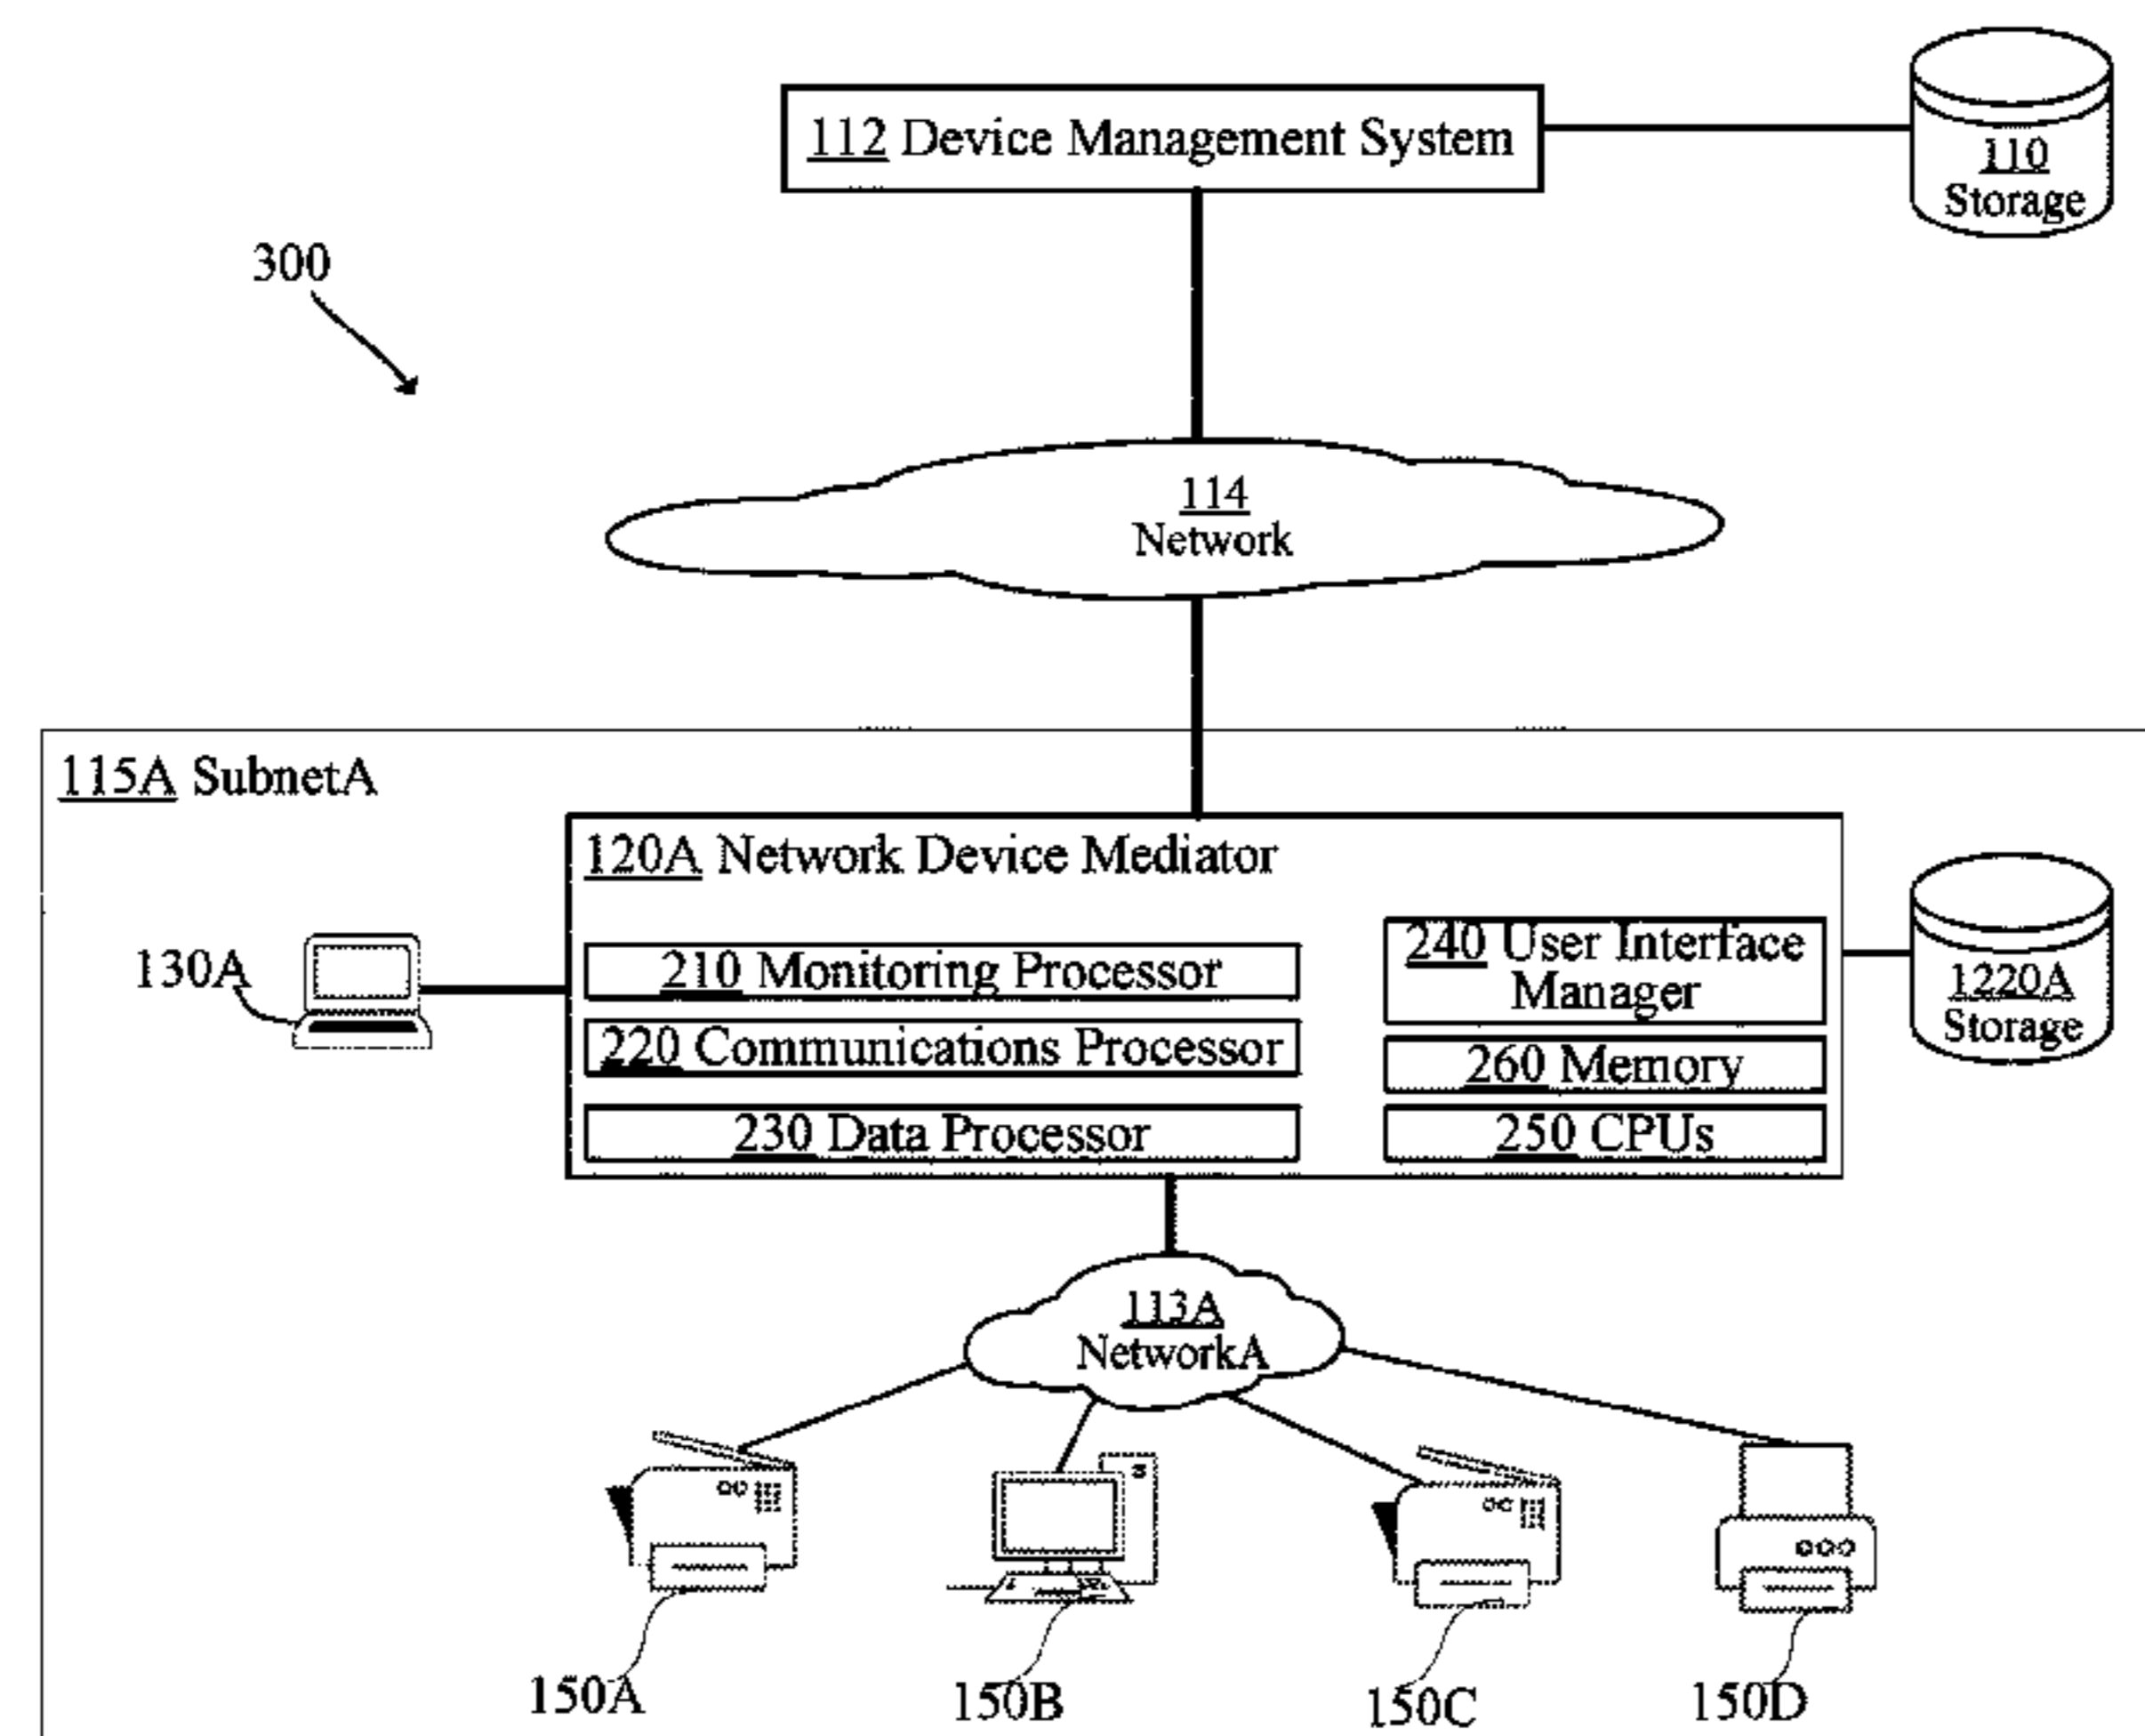 112 Device Management System
110
Storage
300
114
Network
115A SubnetA
120A Network Device Mediator
130A
210 Monitoring Processor
220 Communications Processor
230 Data Processor
240 User Interface
Manager
260 Memory
250 CPUs
1220A
Storage
113A
NetworkA
150A
150B
150C
150D